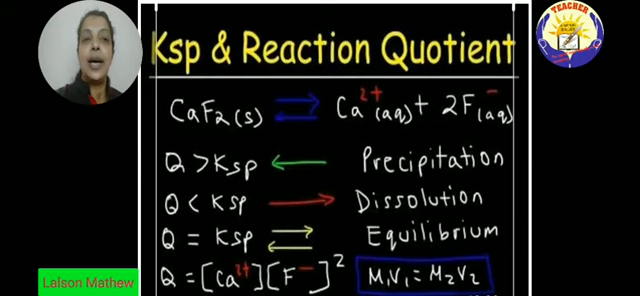 TEACHER
Ksp & Reaction Quotient
CaF₂(s) ⇌ Ca²⁺(aq) + 2F⁻(aq)
Q > Ksp ← Precipitation
Q < Ksp → Dissolution
Q = Ksp ⇌ Equilibrium
Q = [Ca²⁺][F⁻]² M₁V₁ = M₂V₂
Lalson Mathew